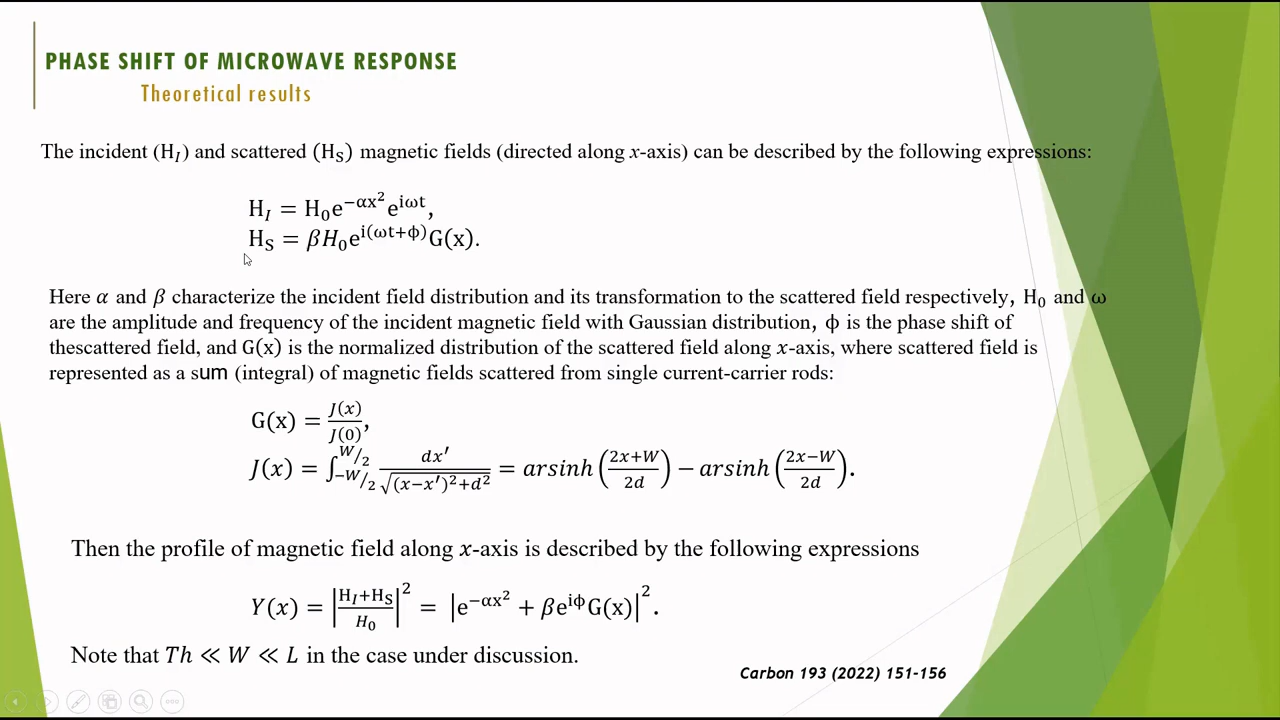 PHASE SHIFT OF MICROWAVE RESPONSE
Theoretical results
The incident (H_I) and scattered (H_S) magnetic fields (directed along x-axis) can be described by the following expressions:
H_I = H_0 e^{−αx^2} e^{iωt},
H_S = βH_0 e^{i(ωt+ϕ)} G(x).
Here α and β characterize the incident field distribution and its transformation to the scattered field respectively, H_0 and ω
are the amplitude and frequency of the incident magnetic field with Gaussian distribution, ϕ is the phase shift of
thescattered field, and G(x) is the normalized distribution of the scattered field along x-axis, where scattered field is
represented as a sum (integral) of magnetic fields scattered from single current-carrier rods:
G(x) = J(x)/J(0),
J(x) = ∫_{−W/2}^{W/2} dx′/√((x−x′)^2+d^2) = arsinh((2x+W)/2d) − arsinh((2x−W)/2d).
Then the profile of magnetic field along x-axis is described by the following expressions
Y(x) = |(H_I+H_S)/H_0|^2 = |e^{−αx^2} + βe^{iϕ}G(x)|^2.
Note that Th ≪ W ≪ L in the case under discussion.
Carbon 193 (2022) 151-156